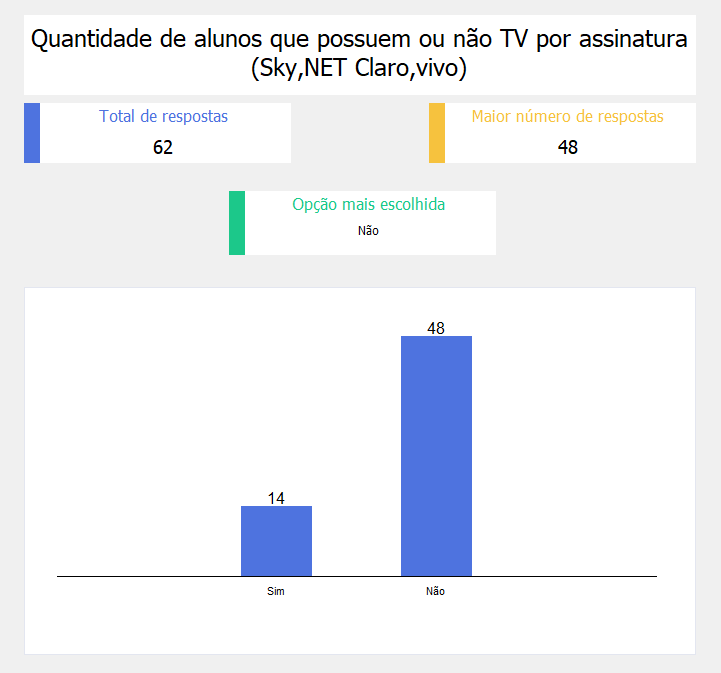 Quantidade de alunos que possuem ou não TV por assinatura
(Sky,NET Claro,vivo)
Total de respostas
62
Maior número de respostas
48
Opção mais escolhida
Não
48
14
Sim
Não